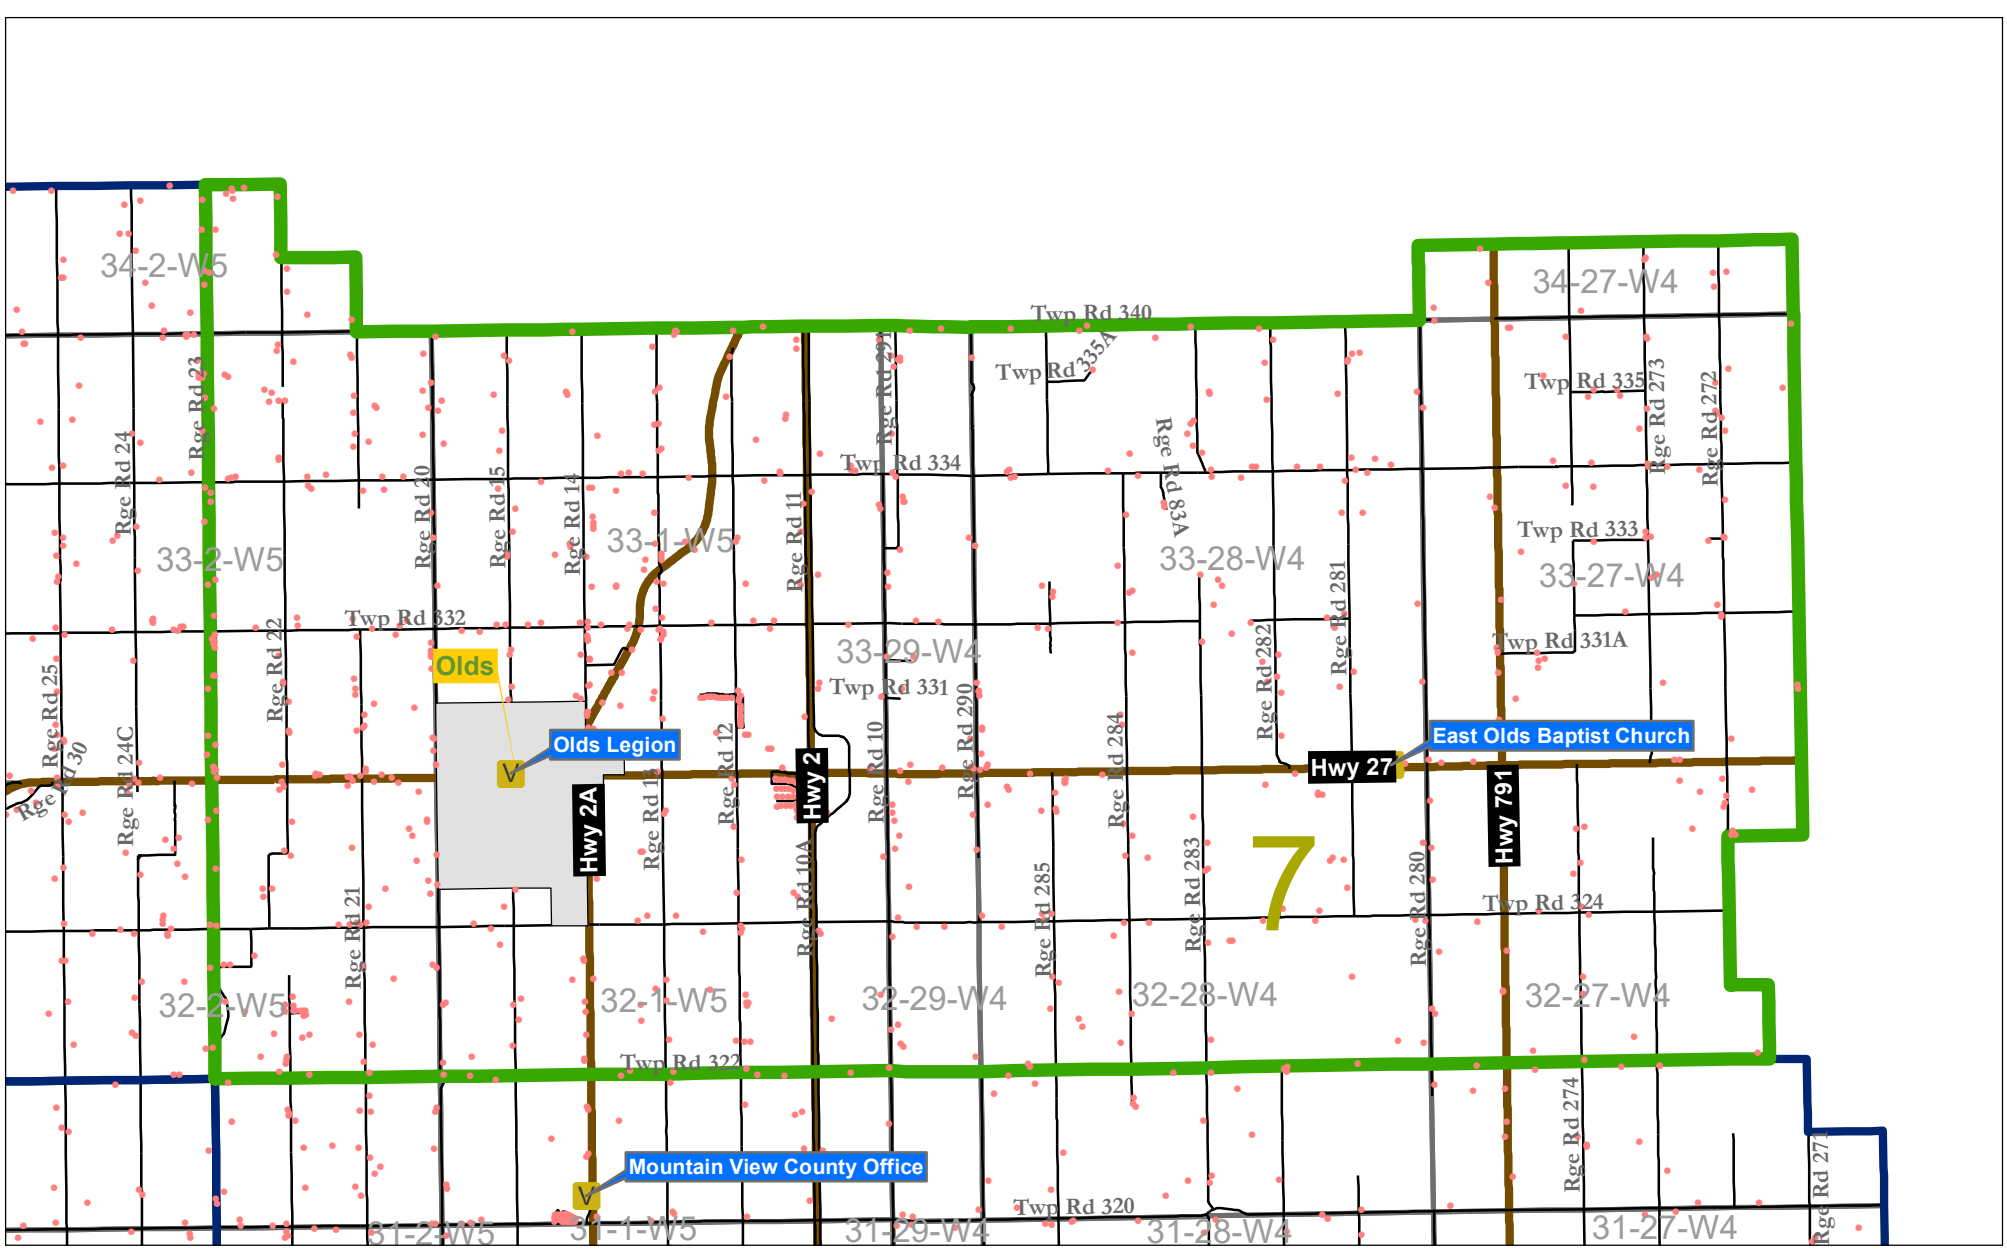 34-2-W5
34-27-W4
Twp Rd 340
Rge Rd 23
Rge Rd 291
Twp Rd 335A
Twp Rd 335
Rge Rd 273
Rge Rd 272
Rge Rd 24
Rge Rd 20
Rge Rd 15
Rge Rd 14
Twp Rd 334
Rge Rd 83A
Rge Rd 11
33-2-W5
33-1-W5
33-28-W4
Twp Rd 333
33-27-W4
Rge Rd 281
Twp Rd 332
Rge Rd 22
Rge Rd 282
Twp Rd 331A
33-29-W4
Olds
Twp Rd 331
Rge Rd 25
Rge Rd 30
Rge Rd 24C
Olds Legion
V
Rge Rd 13
Rge Rd 12
Hwy 2
Rge Rd 10
Rge Rd 290
Rge Rd 284
East Olds Baptist Church
Hwy 27
Hwy 2A
Hwy 791
7
Rge Rd 21
Rge Rd 10A
Rge Rd 285
Rge Rd 283
Rge Rd 280
Twp Rd 324
32-2-W5
32-1-W5
32-29-W4
32-28-W4
32-27-W4
Twp Rd 322
Rge Rd 274
Rge Rd 271
Mountain View County Office
V
Twp Rd 320
31-2-W5
31-1-W5
31-29-W4
31-28-W4
31-27-W4